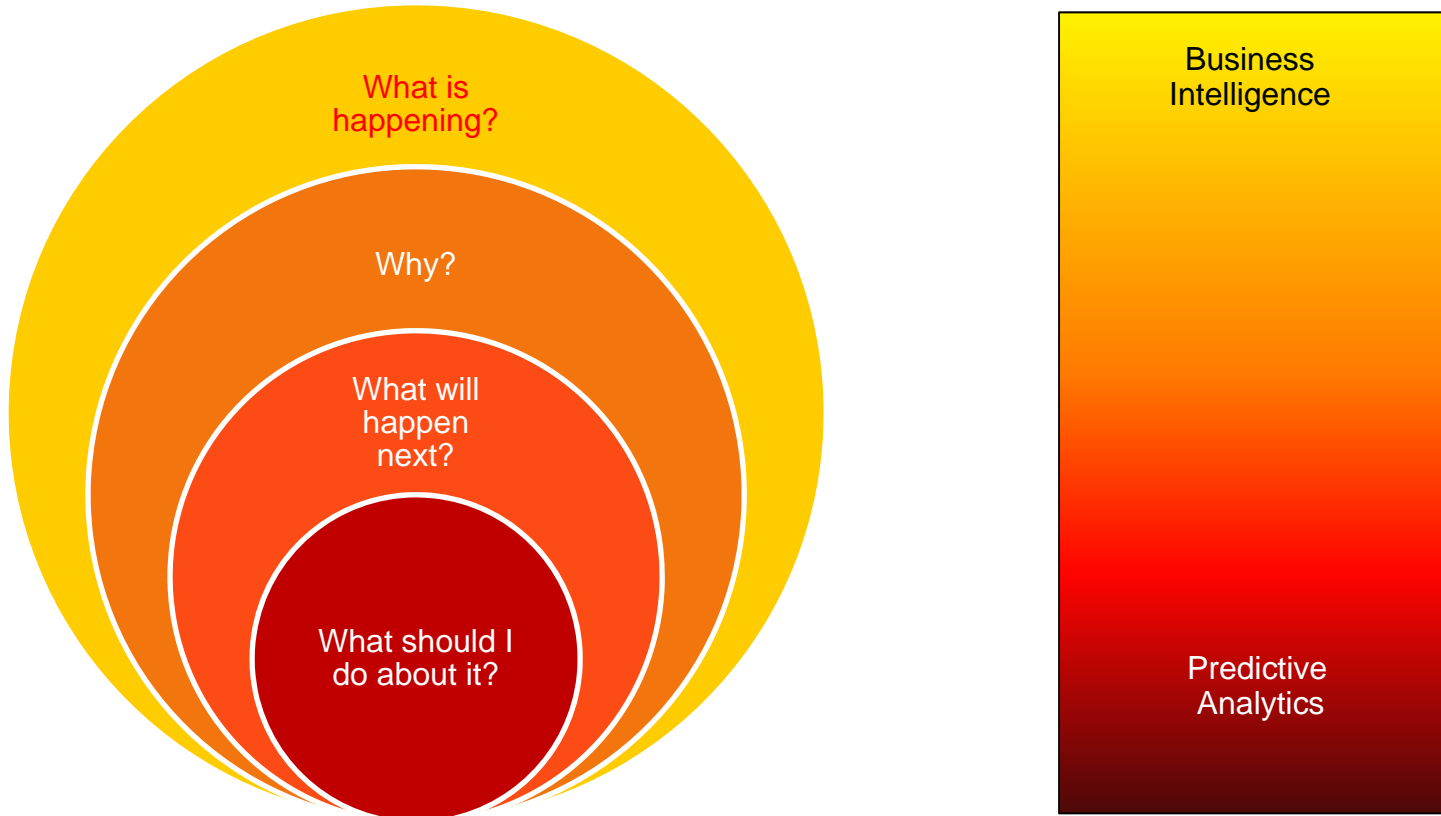 What is
happening?
Why?
What will
happen
next?
What should I
do about it?
Business
Intelligence
Predictive
Analytics